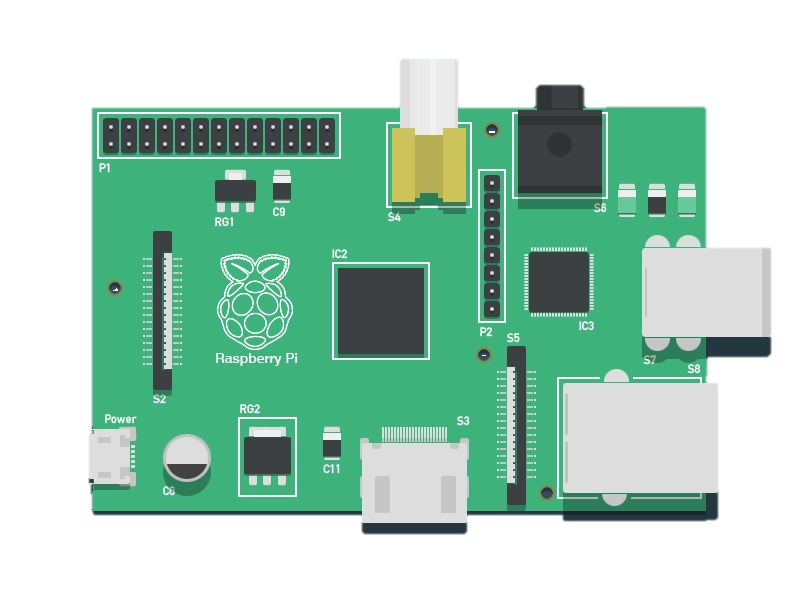 P1
RG1
C9
S4
S6
IC2
P2
IC3
S5
S7
S8
Raspberry Pi
S2
Power
RG2
S3
C6
C11